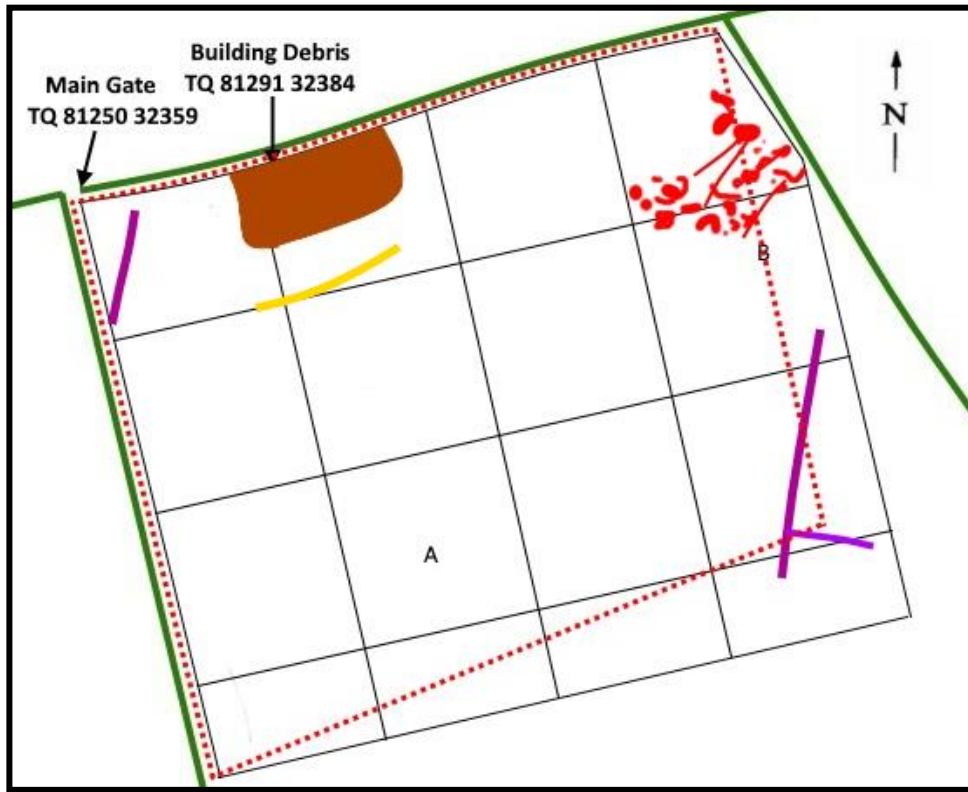 Building Debris
TQ 81291 32384
Main Gate
TQ 81250 32359
N
B
A